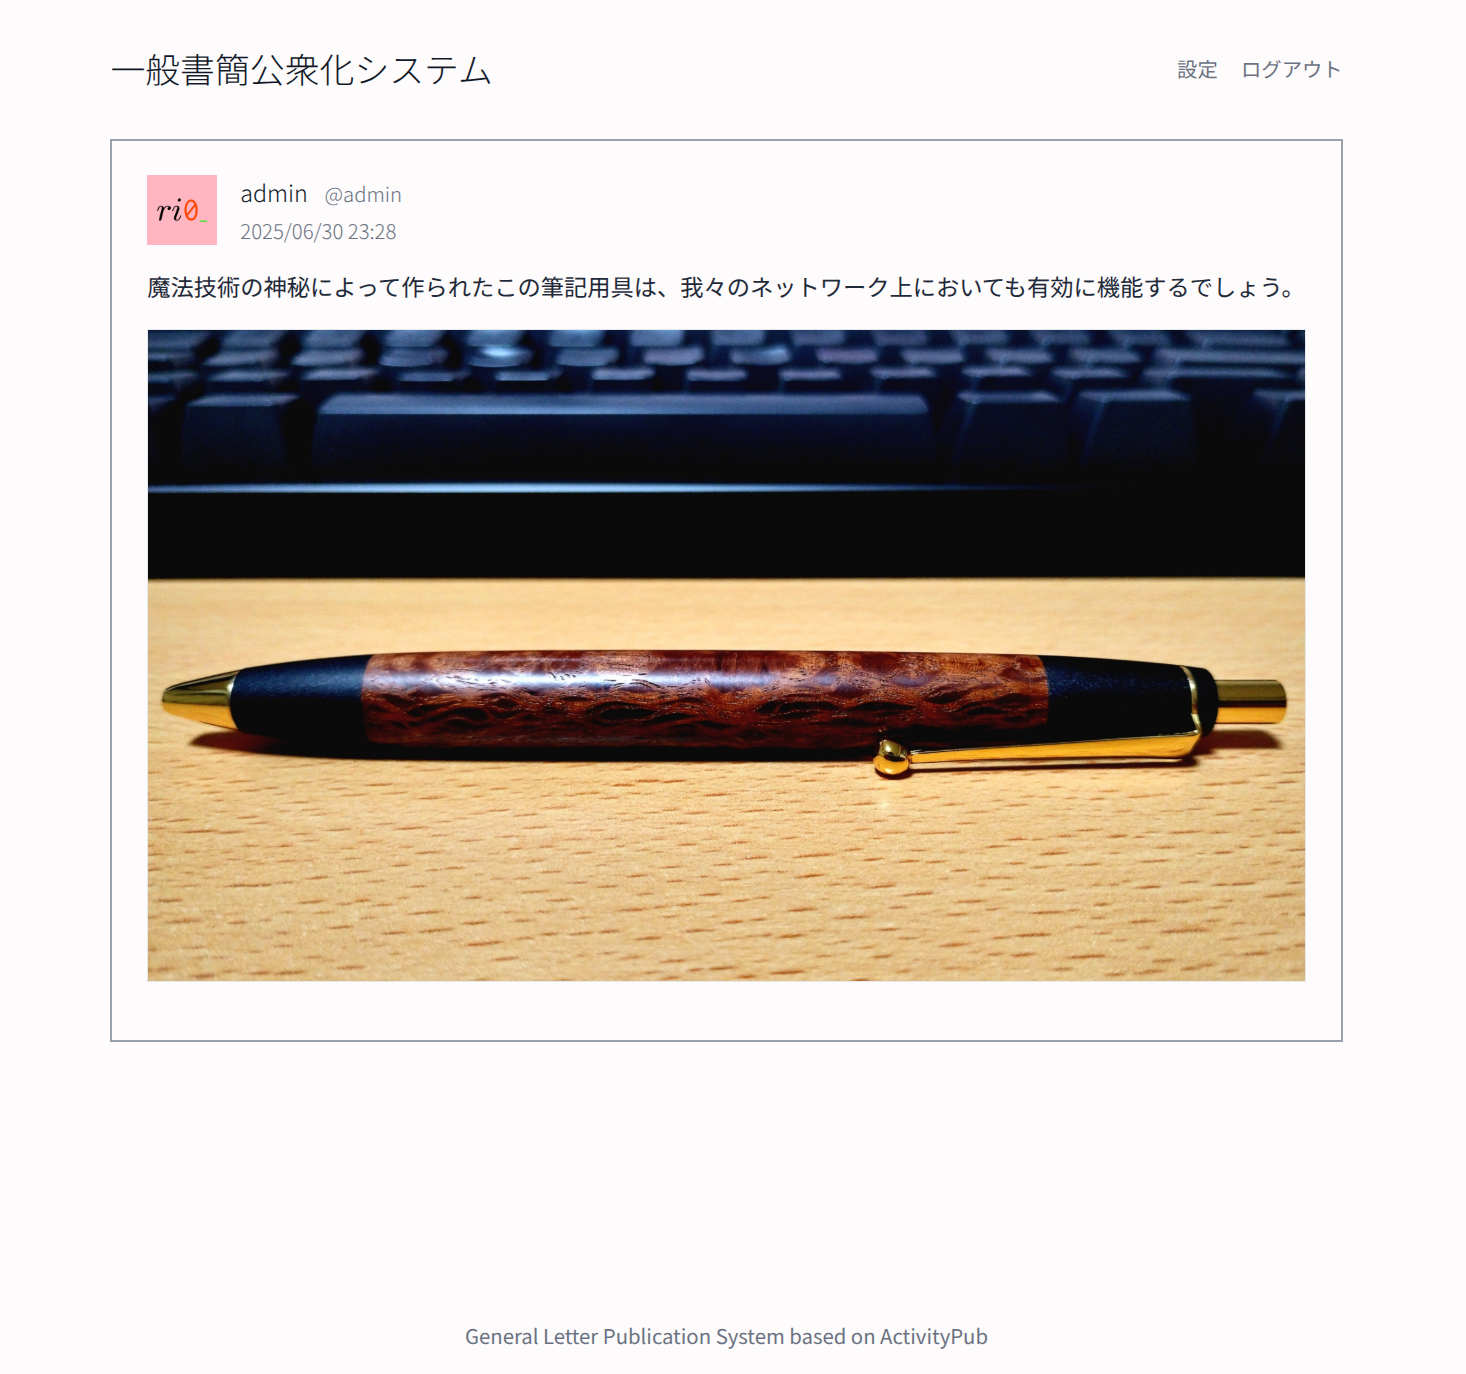 一般書簡公衆化システム
設定 ログアウト
ri0_
admin @admin
2025/06/30 23:28
魔法技術の神秘によって作られたこの筆記用具は、我々のネットワーク上においても有効に機能するでしょう。
General Letter Publication System based on ActivityPub